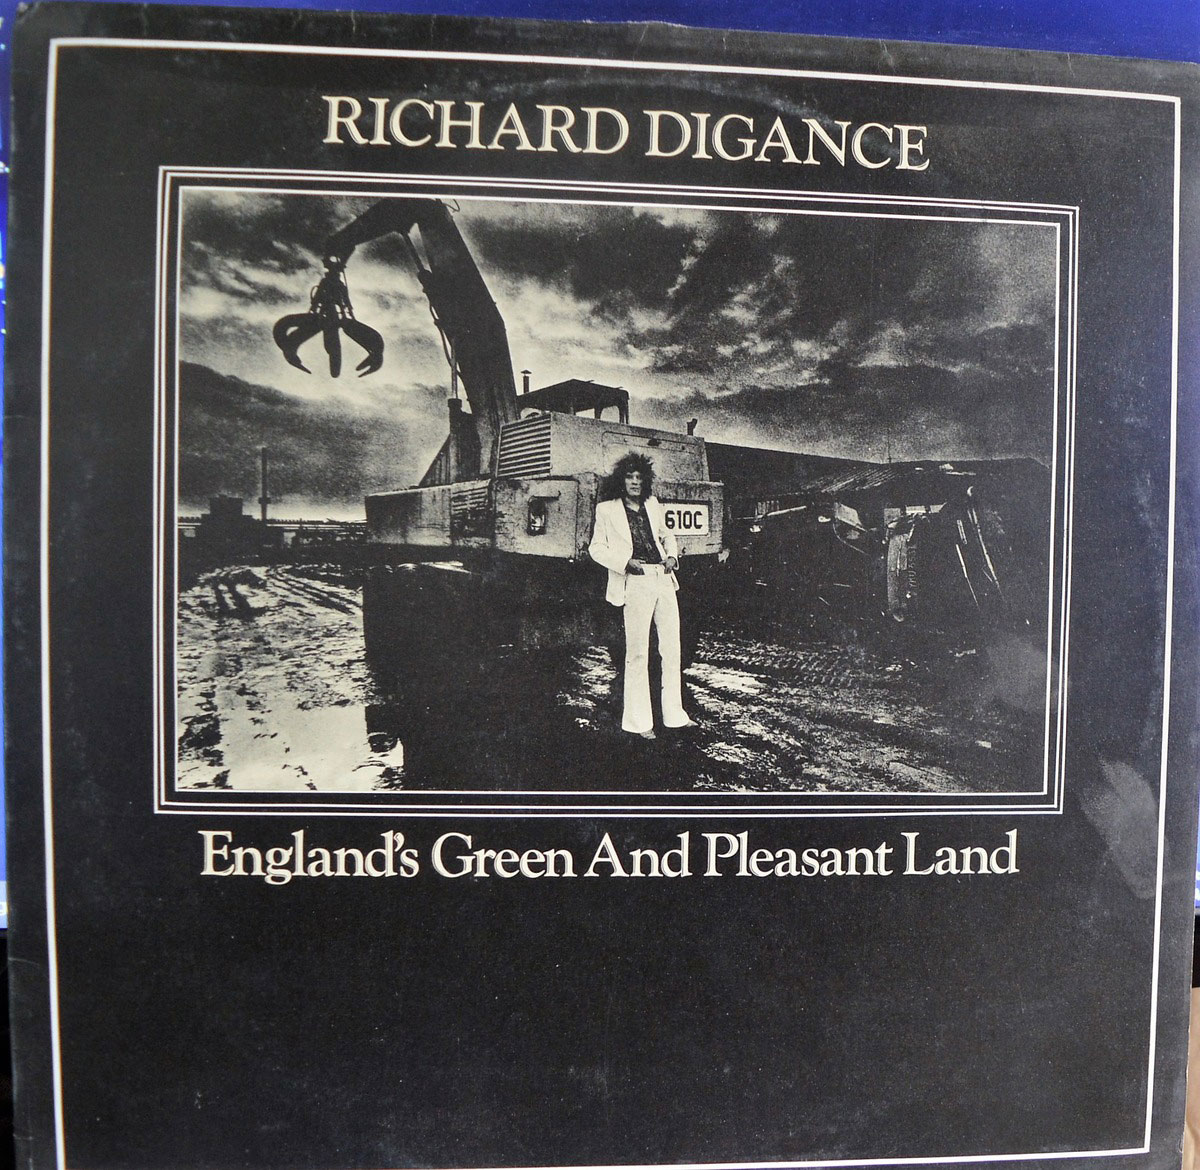 RICHARD DIGANCE
610C
England's Green And Pleasant Land